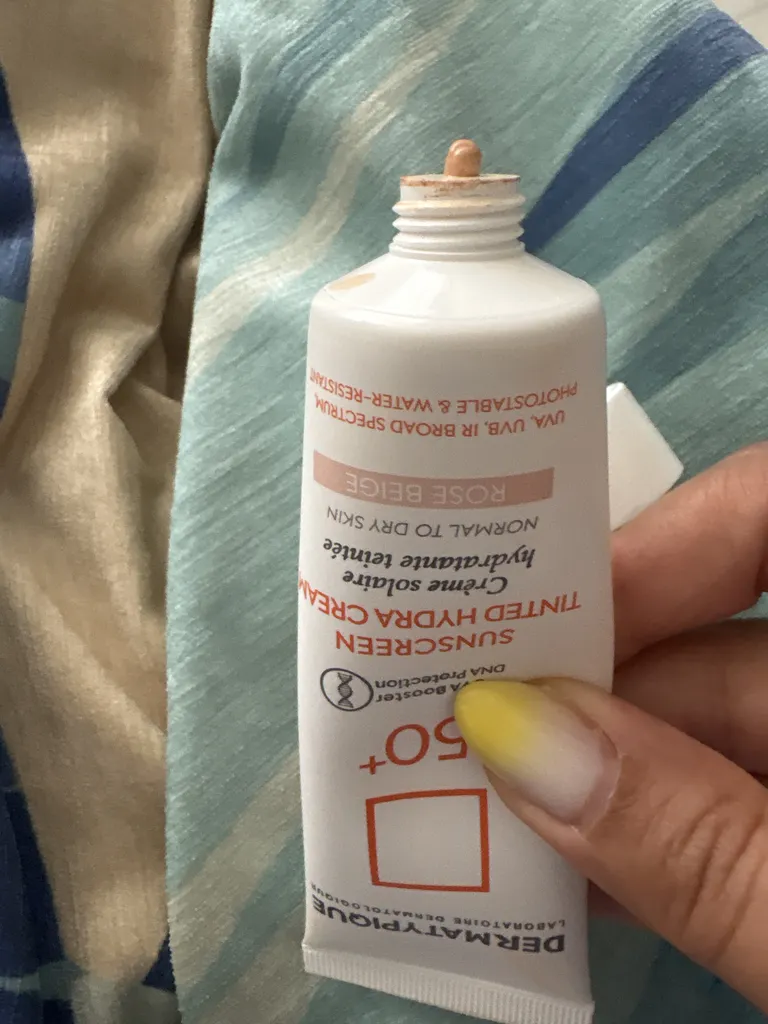 DERMATYPIQUE
LABORATOIRE DERMATOLOGIQUE
50+
Booster
DNA Protection
SUNSCREEN
TINTED HYDRA CREAM
Crème solaire
hydratante teintée
NORMAL TO DRY SKIN
ROSE BEIGE
UVA, UVB, IR BROAD SPECTRUM,
PHOTOSTABLE & WATER-RESISTANT